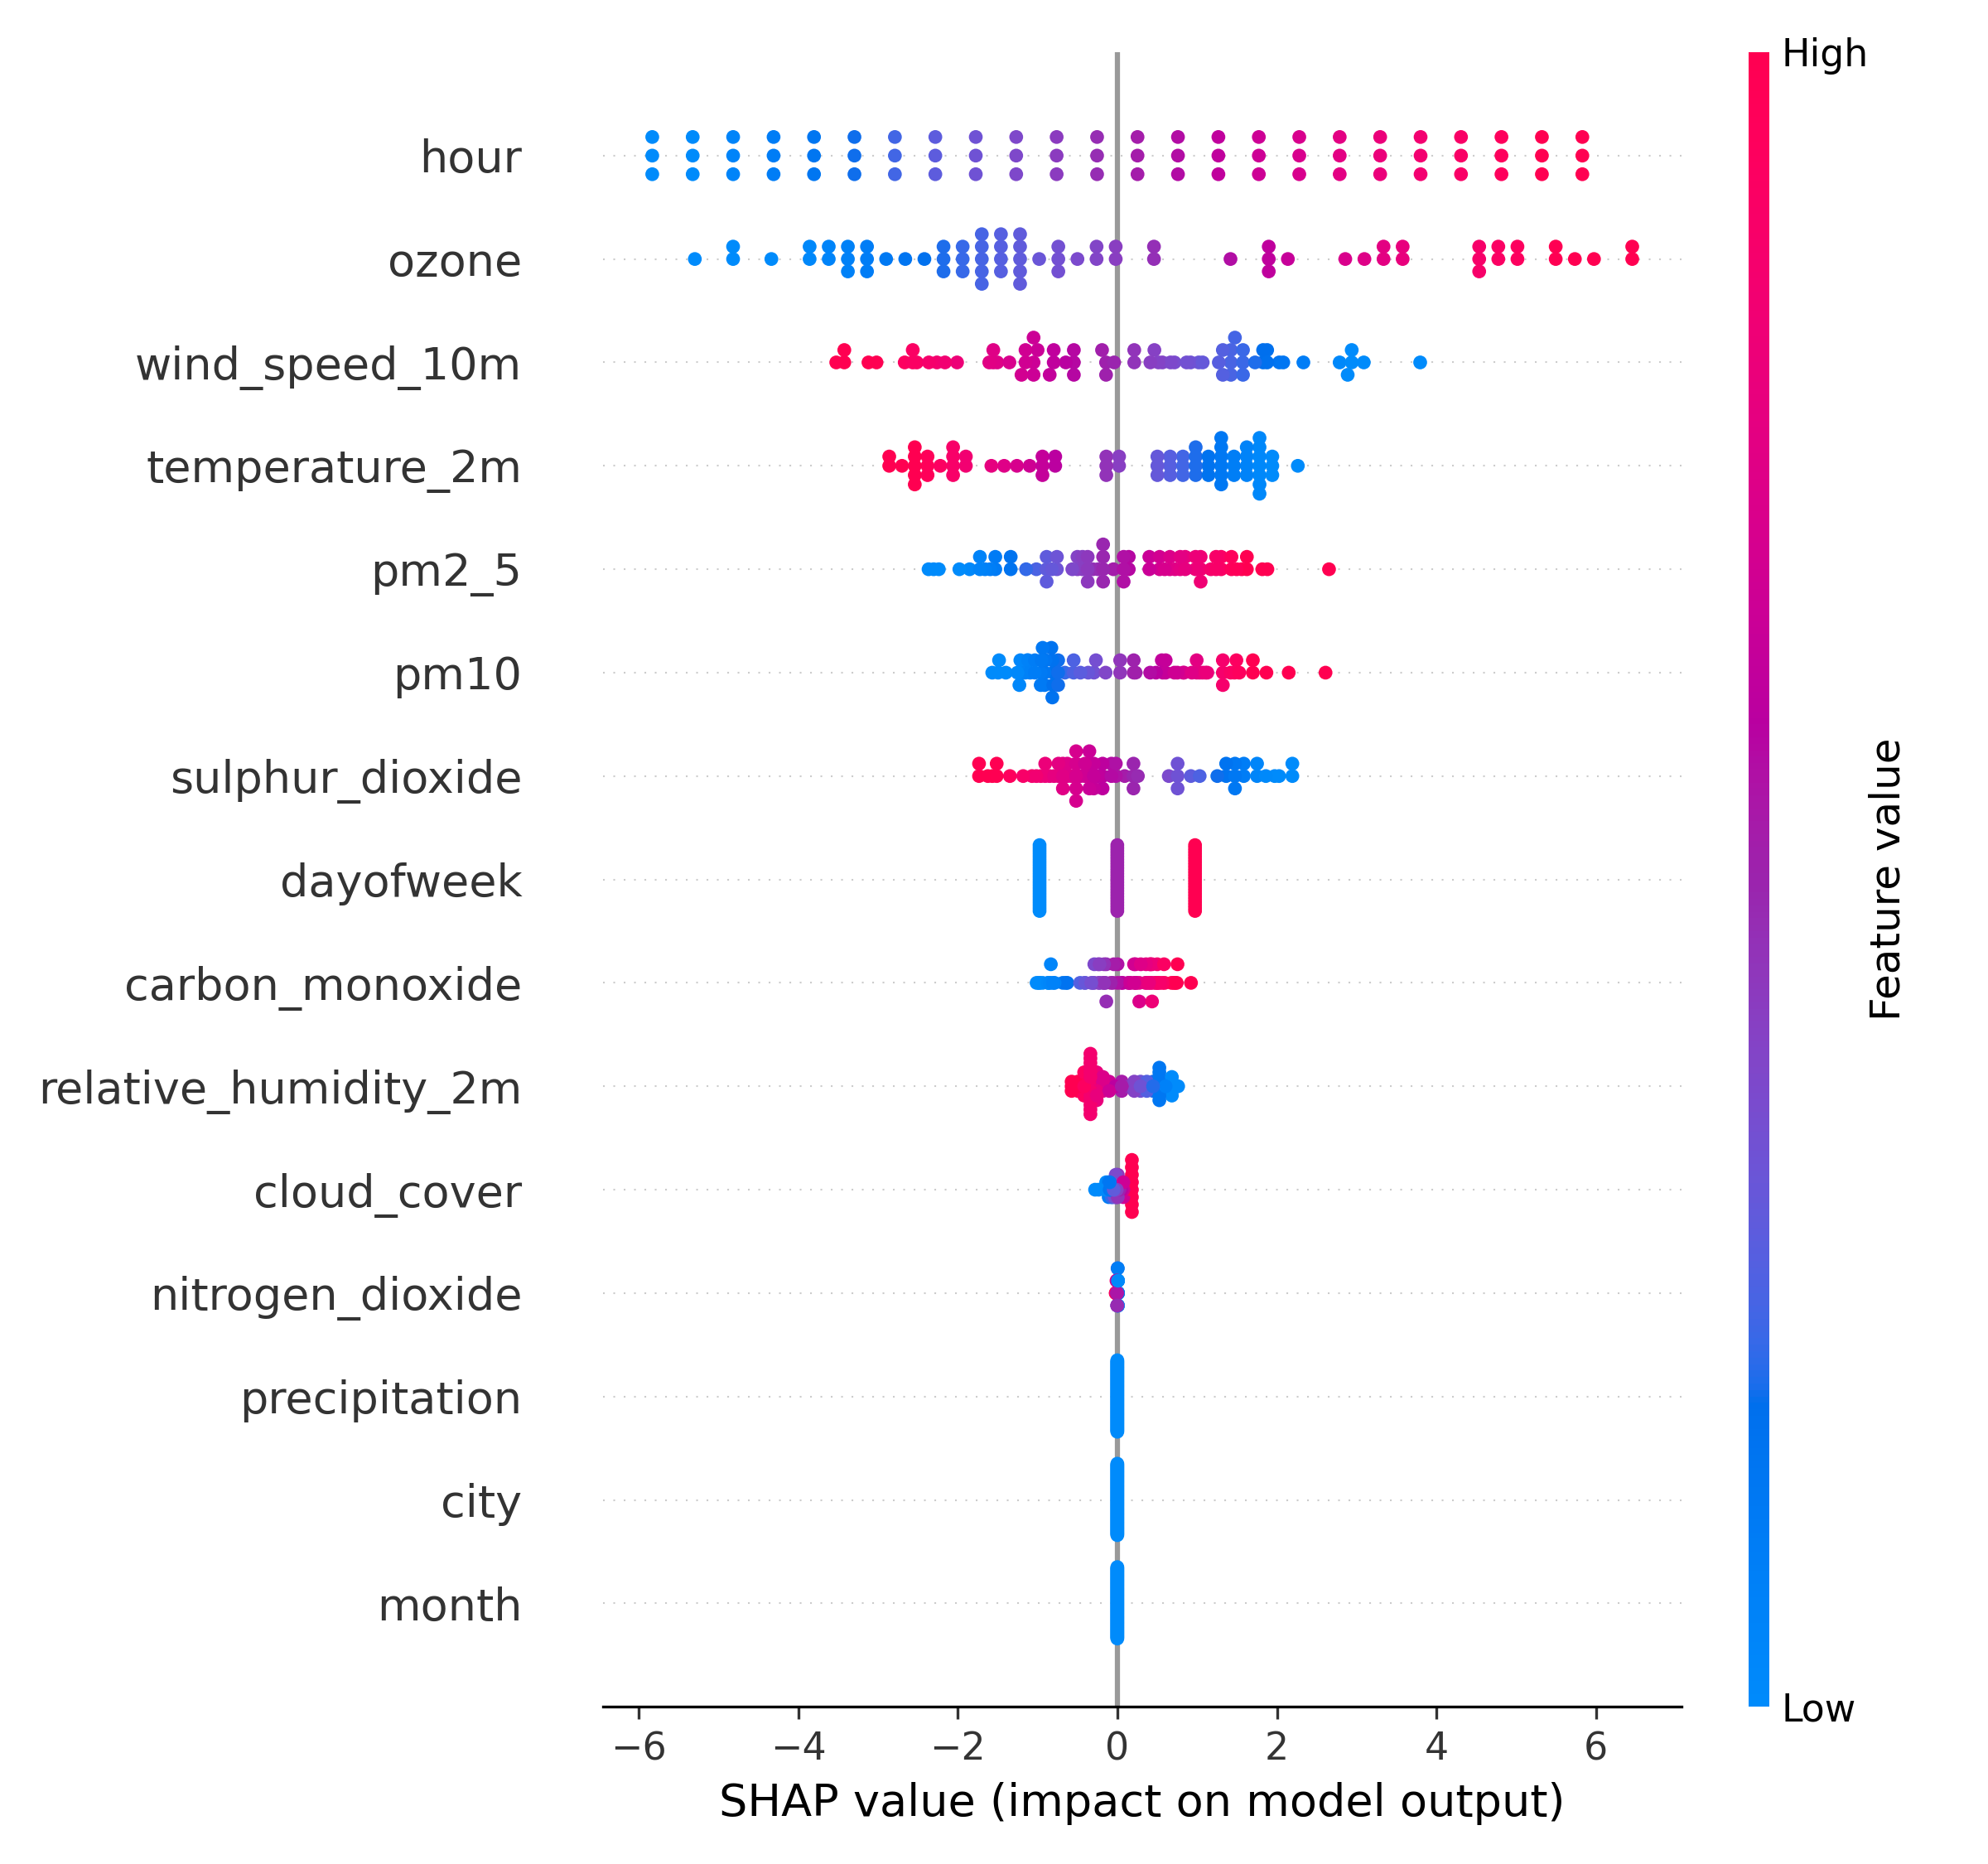 High
hour
ozone
wind_speed_10m
temperature_2m
pm2_5
pm10
sulphur_dioxide
dayofweek
carbon_monoxide
relative_humidity_2m
cloud_cover
nitrogen_dioxide
precipitation
city
month
Feature value
Low
−6 −4 −2 0 2 4 6
SHAP value (impact on model output)